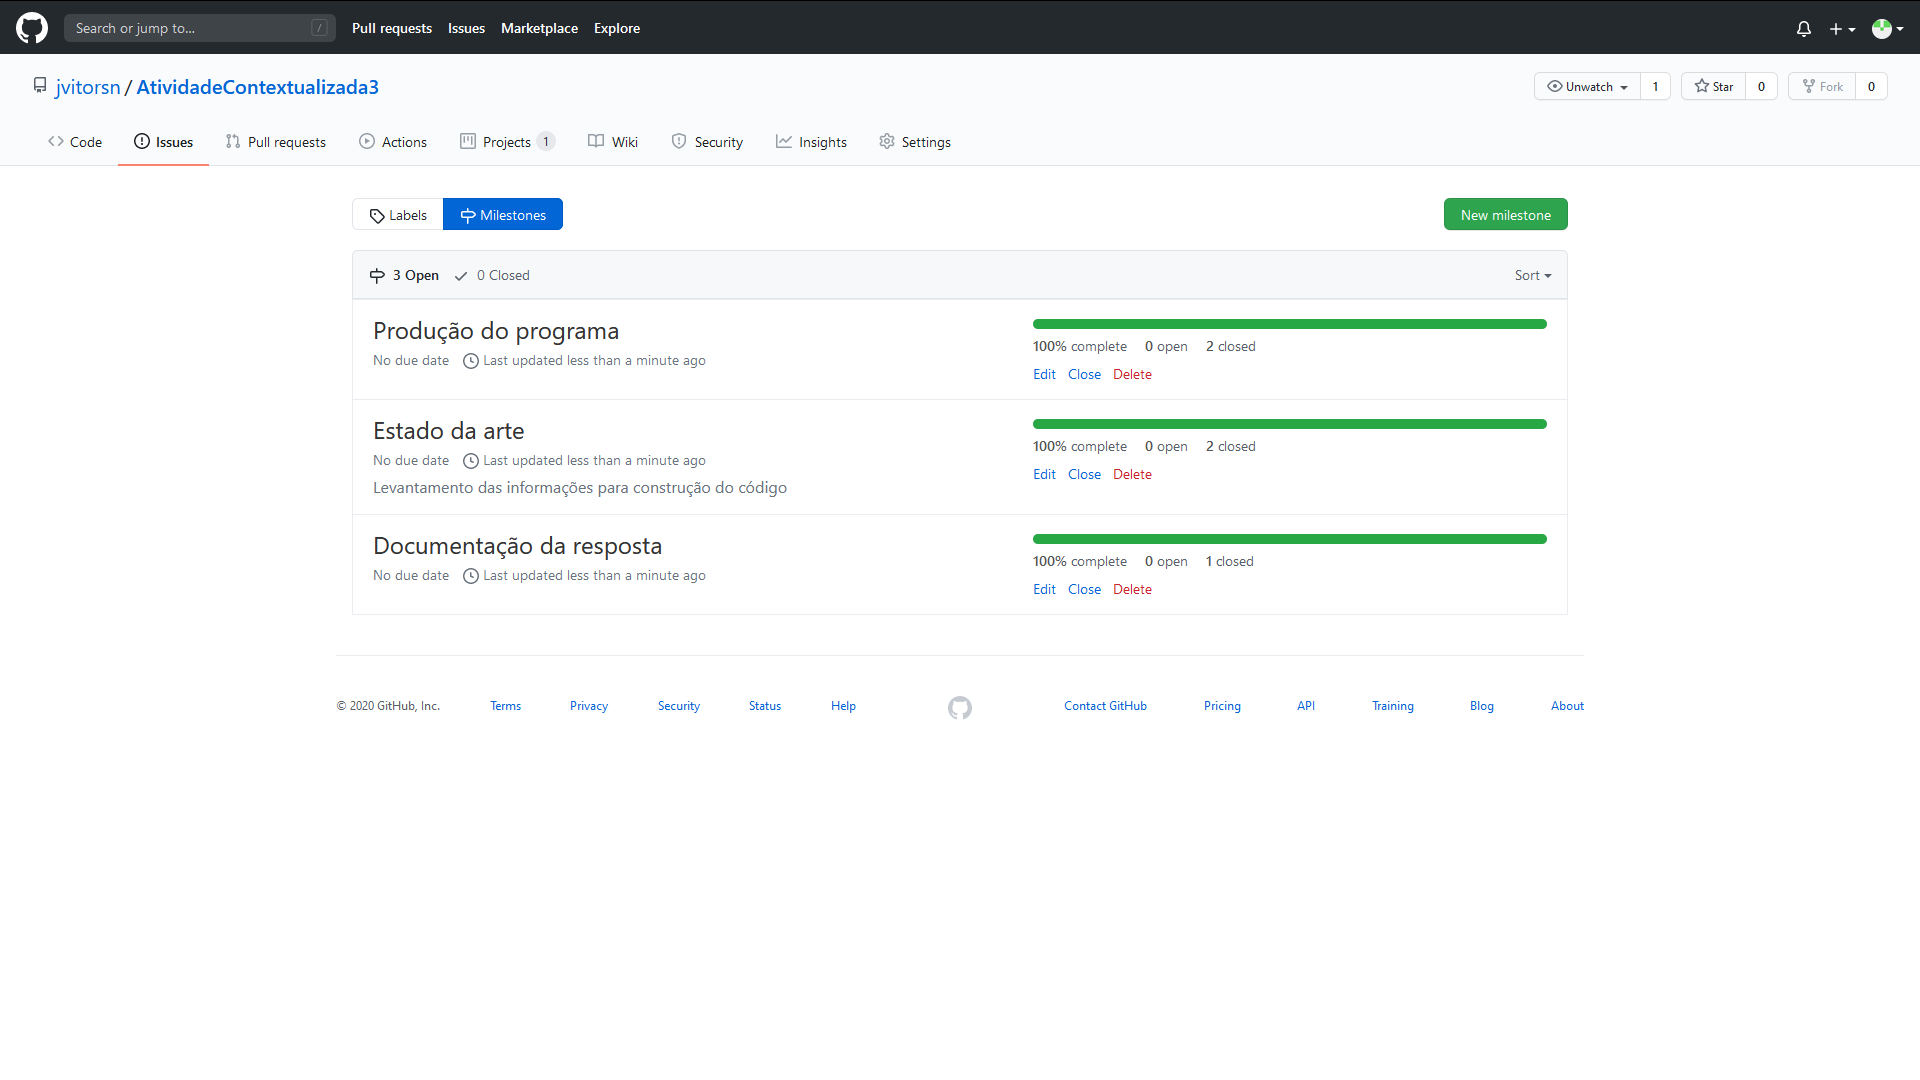 Search or jump to... /
Pull requests Issues Marketplace Explore
jvitorsn / AtividadeContextualizada3
Unwatch 1 Star 0 Fork 0
Code Issues Pull requests Actions Projects 1 Wiki Security Insights Settings
Labels Milestones New milestone
3 Open 0 Closed Sort
Produção do programa
No due date Last updated less than a minute ago
100% complete 0 open 2 closed
Edit Close Delete
Estado da arte
No due date Last updated less than a minute ago
Levantamento das informações para construção do código
100% complete 0 open 2 closed
Edit Close Delete
Documentação da resposta
No due date Last updated less than a minute ago
100% complete 0 open 1 closed
Edit Close Delete
© 2020 GitHub, Inc. Terms Privacy Security Status Help Contact GitHub Pricing API Training Blog About